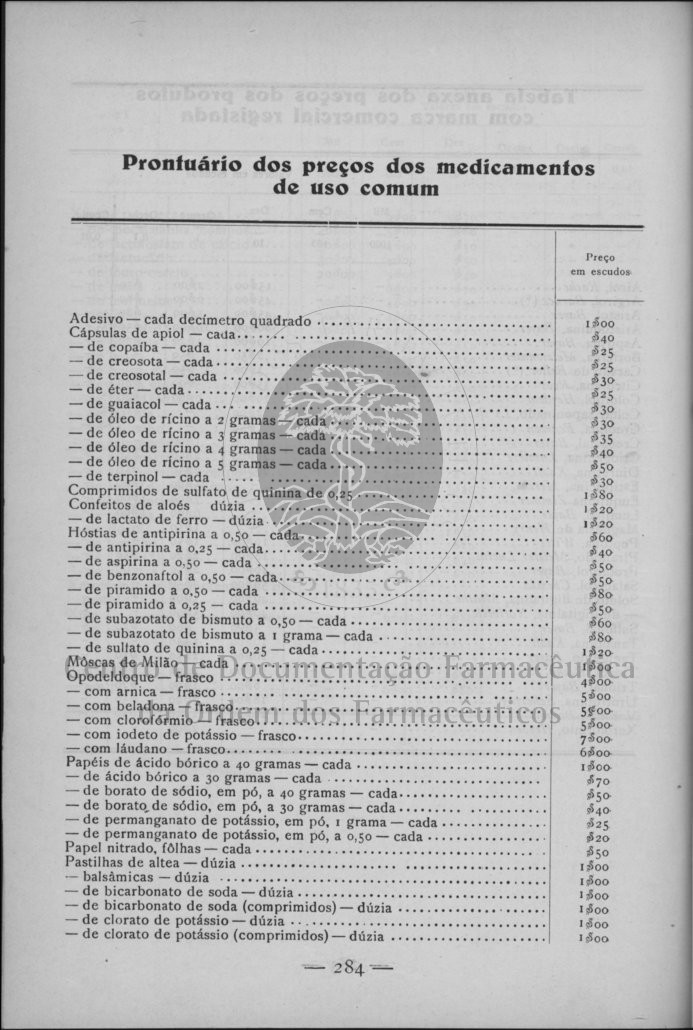 Prontuário dos preços dos medicamentos
de uso comum
Preço
em escudos
Adesivo — cada decímetro quadrado 1$00
Cápsulas de apiol — cada $40
— de copaíba — cada $25
— de creosota — cada $25
— de creosotal — cada $30
— de éter — cada $25
— de guaiacol — cada $30
— de óleo de rícino a 2 gramas — cada $30
— de óleo de rícino a 3 gramas — cada $35
— de óleo de rícino a 4 gramas — cada $40
— de óleo de rícino a 5 gramas — cada $50
— de terpinol — cada $30
Comprimidos de sulfato de quinina de 0,25 1$80
Confeitos de aloés dúzia 1$20
— de lactato de ferro — dúzia 1$20
Hóstias de antipirina a 0,50 — cada $60
— de antipirina a 0,25 — cada $40
— de aspirina a 0,50 — cada $50
— de benzonaftol a 0,50 — cada $50
— de piramido a 0,50 — cada $80
— de piramido a 0,25 — cada $50
— de subazotato de bismuto a 0,50 — cada $60
— de subazotato de bismuto a 1 grama — cada $80
— de sulfato de quinina a 0,25 — cada 1$20
Môscas de Milão — cada 1$00
Opodeldoque — frasco 4$00
— com arnica — frasco 5$00
— com beladona — frasco 5$00
— com clorofórmio — frasco 5$00
— com iodeto de potássio — frasco 7$00
— com láudano — frasco 6$00
Papéis de ácido bórico a 40 gramas — cada 1$00
— de ácido bórico a 30 gramas — cada $70
— de borato de sódio, em pó, a 40 gramas — cada $50
— de borato de sódio, em pó, a 30 gramas — cada $40
— de permanganato de potássio, em pó, 1 grama — cada $25
— de permanganato de potássio, em pó, a 0,50 — cada $20
Papel nitrado, fôlhas — cada $50
Pastilhas de altea — dúzia 1$00
— balsâmicas — dúzia 1$00
— de bicarbonato de soda — dúzia 1$00
— de bicarbonato de soda (comprimidos) — dúzia 1$00
— de clorato de potássio — dúzia 1$00
— de clorato de potássio (comprimidos) — dúzia 1$00
— 284 —
Centro de Documentação Farmacêutica
da Ordem dos Farmacêuticos